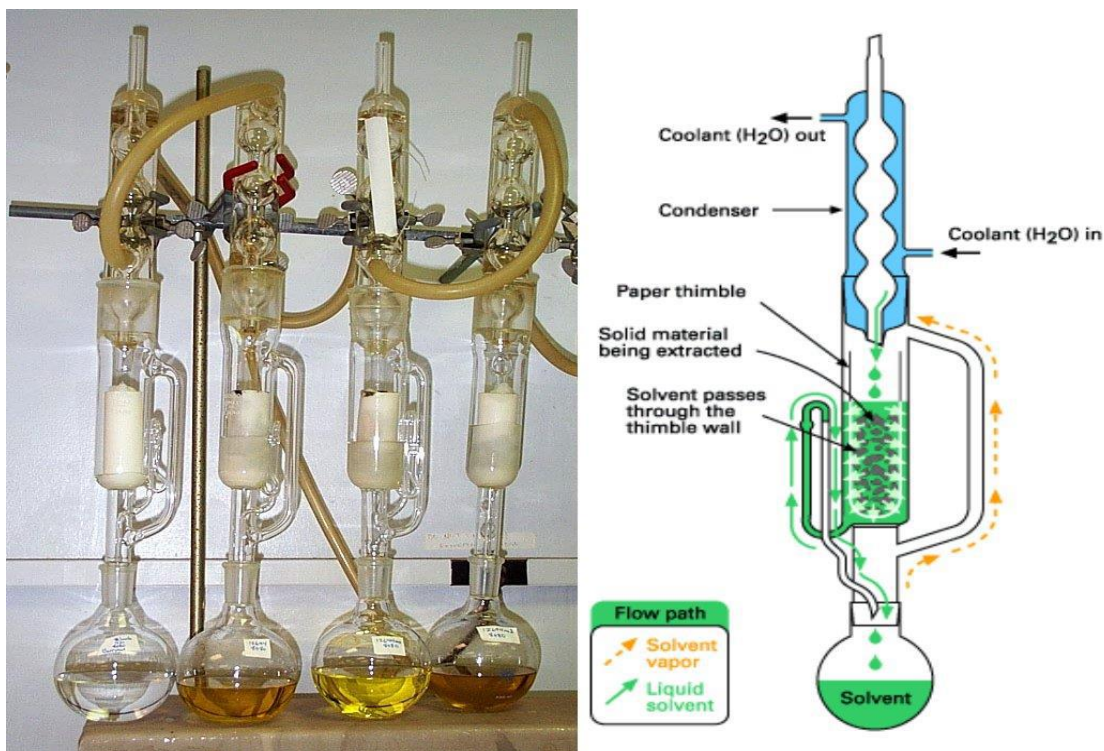 Coolant (H₂O) out
Condenser
Coolant (H₂O) in
Paper thimble
Solid material
being extracted
Solvent passes
through the
thimble wall
Flow path
Solvent
vapor
Liquid
solvent
Solvent